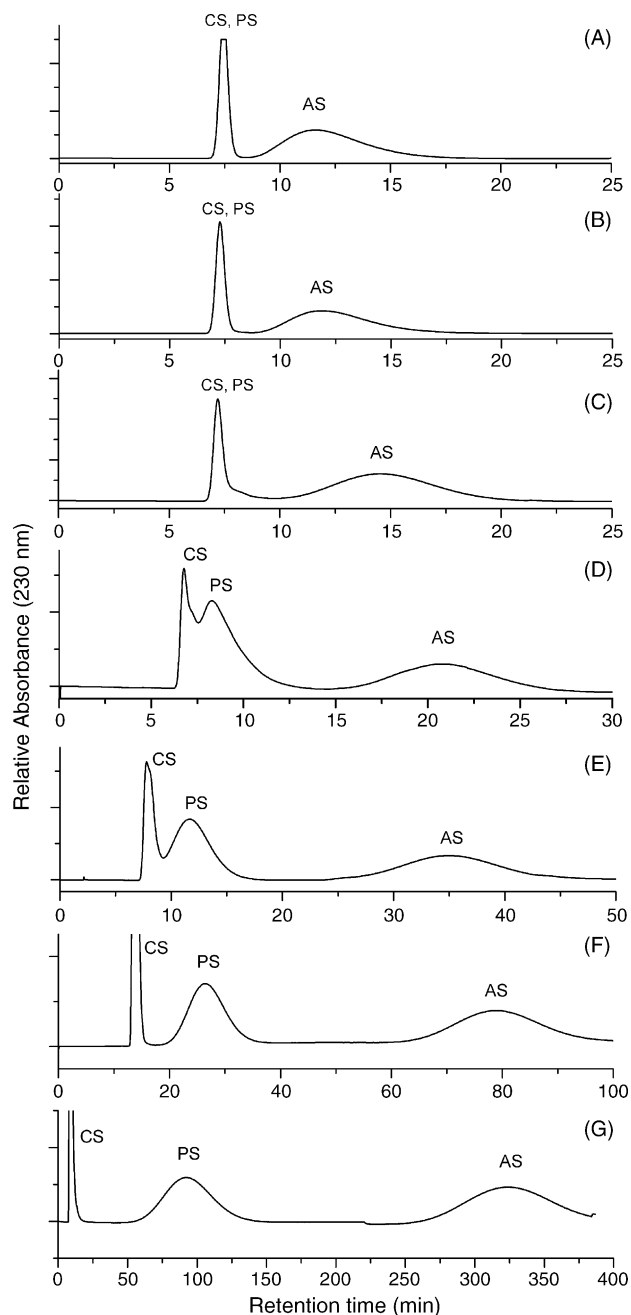 CS, PS
(A)
AS
0 5 10 15 20 25
CS, PS
(B)
AS
0 5 10 15 20 25
CS, PS
(C)
AS
0 5 10 15 20 25
CS
(D)
PS
AS
0 5 10 15 20 25 30
CS
(E)
PS
AS
0 10 20 30 40 50
CS
(F)
PS
AS
0 20 40 60 80 100
CS
(G)
PS
AS
0 50 100 150 200 250 300 350 400
Relative Absorbance (230 nm)
Retention time (min)